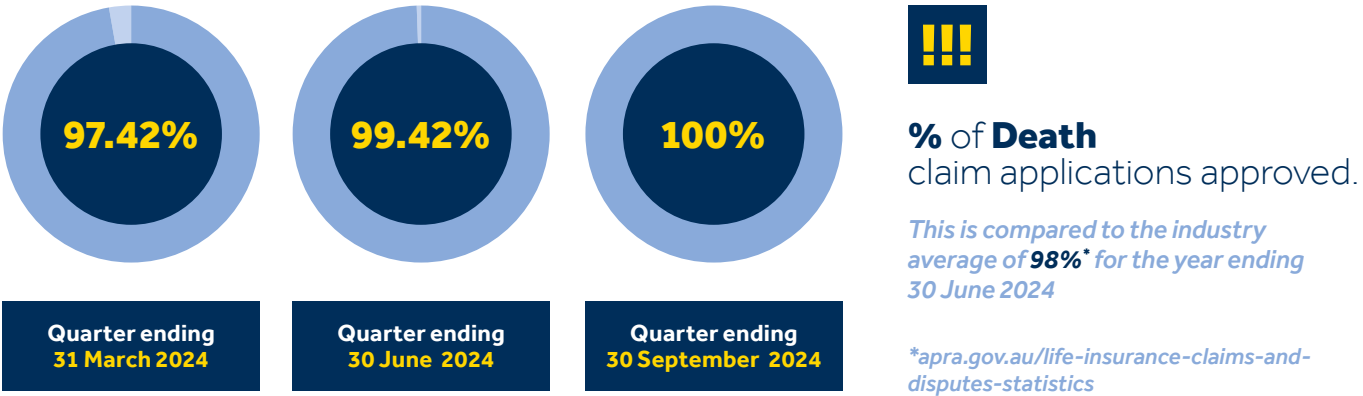 97.42%
99.42%
100%
Quarter ending
31 March 2024
Quarter ending
30 June 2024
Quarter ending
30 September 2024
!!!
% of Death
claim applications approved.
This is compared to the industry
average of 98%* for the year ending
30 June 2024
*apra.gov.au/life-insurance-claims-and-
disputes-statistics